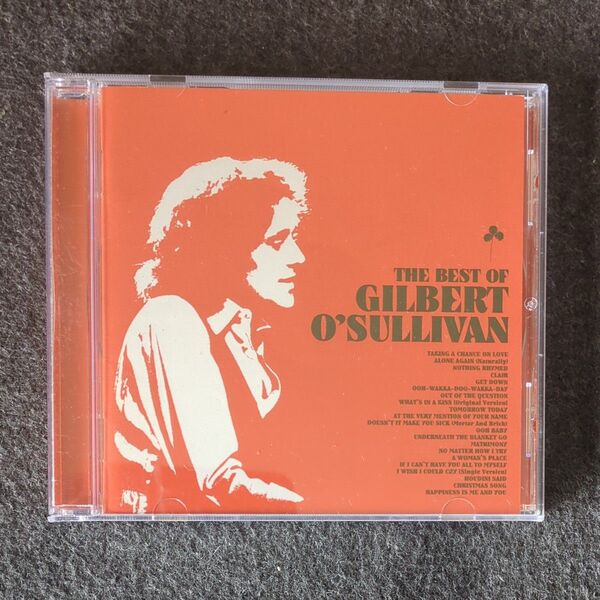 THE BEST OF
GILBERT
O'SULLIVAN
TAKING A CHANCE ON LOVE
ALONE AGAIN (Naturally)
NOTHING RHYMED
CLAIR
GET DOWN
OOH-WAKKA-DOO-WAKKA-DAY
OUT OF THE QUESTION
WHAT'S IN A KISS (Original Version)
TOMORROW TODAY
AT THE VERY MENTION OF YOUR NAME
DOESN'T IT MAKE YOU SICK (Mortar And Brick)
OOH BABY
UNDERNEATH THE BLANKET GO
MATRIMONY
NO MATTER HOW I TRY
A WOMAN'S PLACE
IF I CAN'T HAVE YOU ALL TO MYSELF
I WISH I COULD CRY (Single Version)
HOUDINI SAID
CHRISTMAS SONG
HAPPINESS IS ME AND YOU